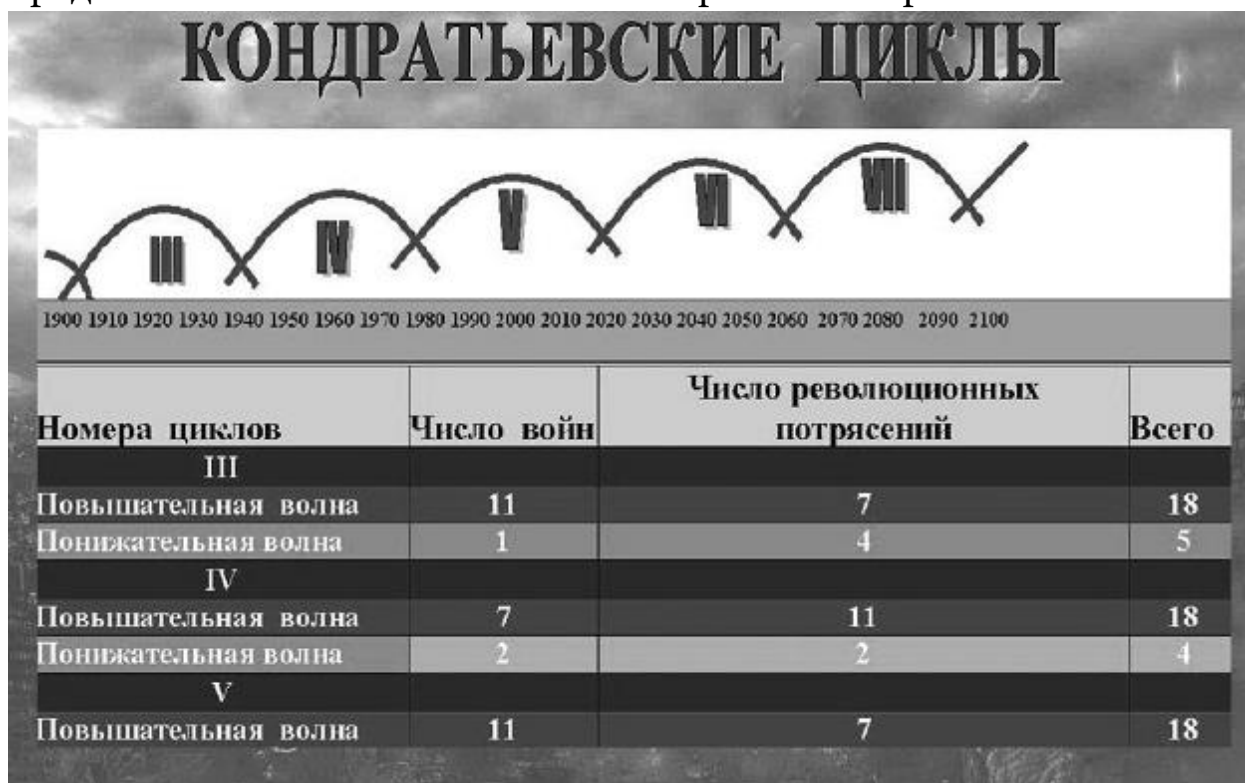 КОНДРАТЬЕВСКИЕ ЦИКЛЫ
III IV V VI VII
1900 1910 1920 1930 1940 1950 1960 1970 1980 1990 2000 2010 2020 2030 2040 2050 2060 2070 2080 2090 2100
Номера циклов Число войн Число революционных потрясений Всего
III
Повышательная волна 11 7 18
Понижательная волна 1 4 5
IV
Повышательная волна 7 11 18
Понижательная волна 2 2 4
V
Повышательная волна 11 7 18